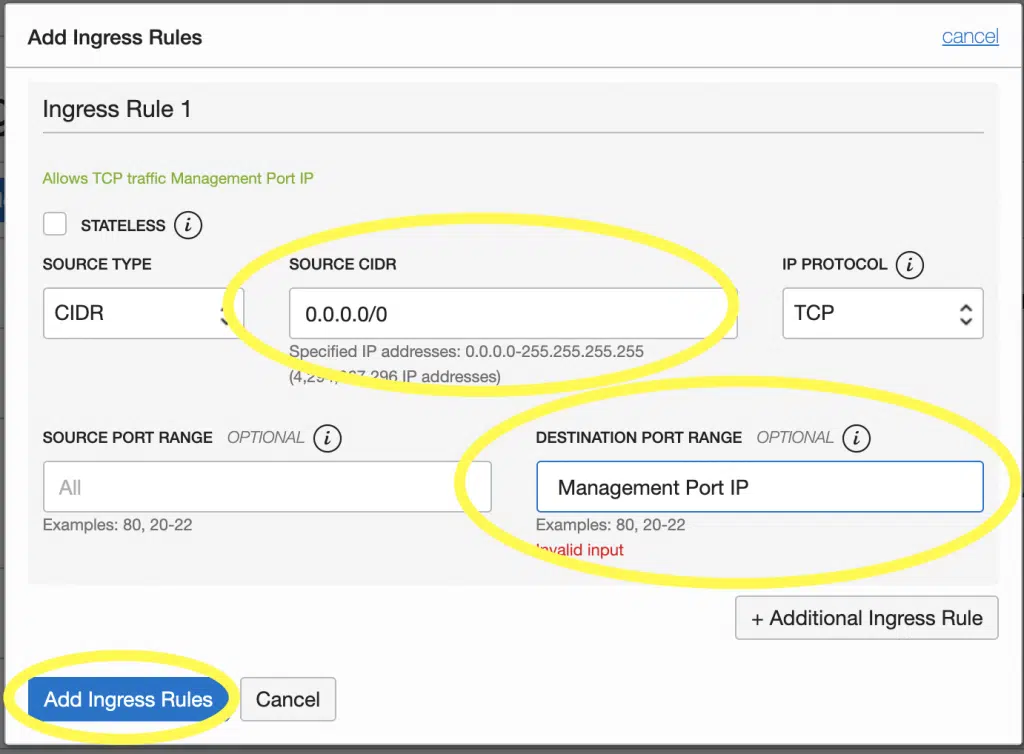 Add Ingress Rules
cancel
Ingress Rule 1
Allows TCP traffic Management Port IP
STATELESS i
SOURCE TYPE
SOURCE CIDR
IP PROTOCOL i
CIDR
0.0.0.0/0
TCP
Specified IP addresses: 0.0.0.0-255.255.255.255
296 IP addresses)
SOURCE PORT RANGE OPTIONAL i
DESTINATION PORT RANGE OPTIONAL i
All
Management Port IP
Examples: 80, 20-22
Examples: 80, 20-22
Invalid input
+ Additional Ingress Rule
Add Ingress Rules
Cancel